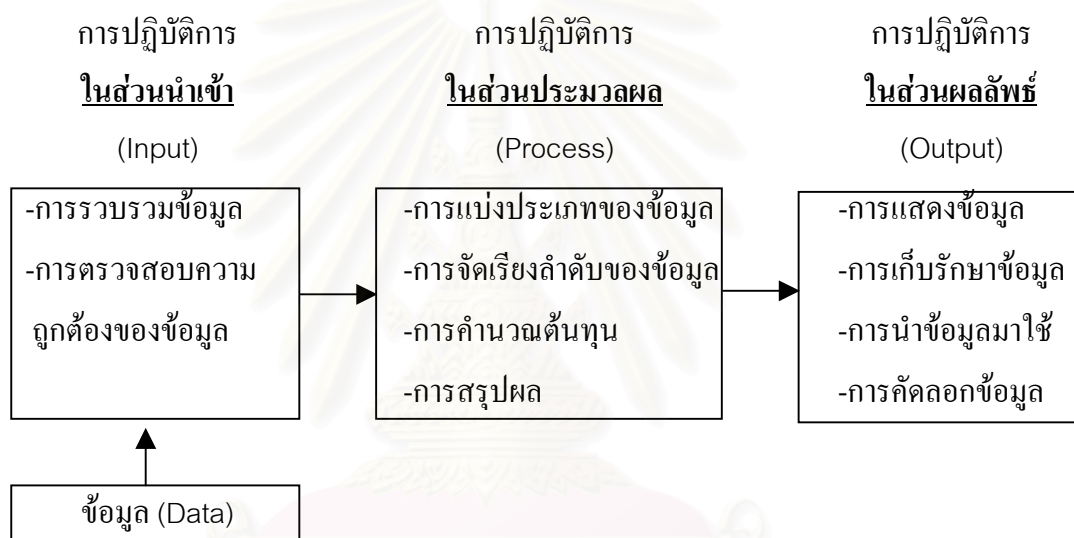 การปฏิบัติการ
ในส่วนนำเข้า
(Input)
-การรวบรวมข้อมูล
-การตรวจสอบความ
ถูกต้องของข้อมูล
ข้อมูล (Data)
การปฏิบัติการ
ในส่วนประมวลผล
(Process)
-การแบ่งประเภทของข้อมูล
-การจัดเรียงลำดับของข้อมูล
-การคำนวณต้นทุน
-การสรุปผล
การปฏิบัติการ
ในส่วนผลลัพธ์
(Output)
-การแสดงข้อมูล
-การเก็บรักษาข้อมูล
-การนำข้อมูลมาใช้
-การคัดลอกข้อมูล